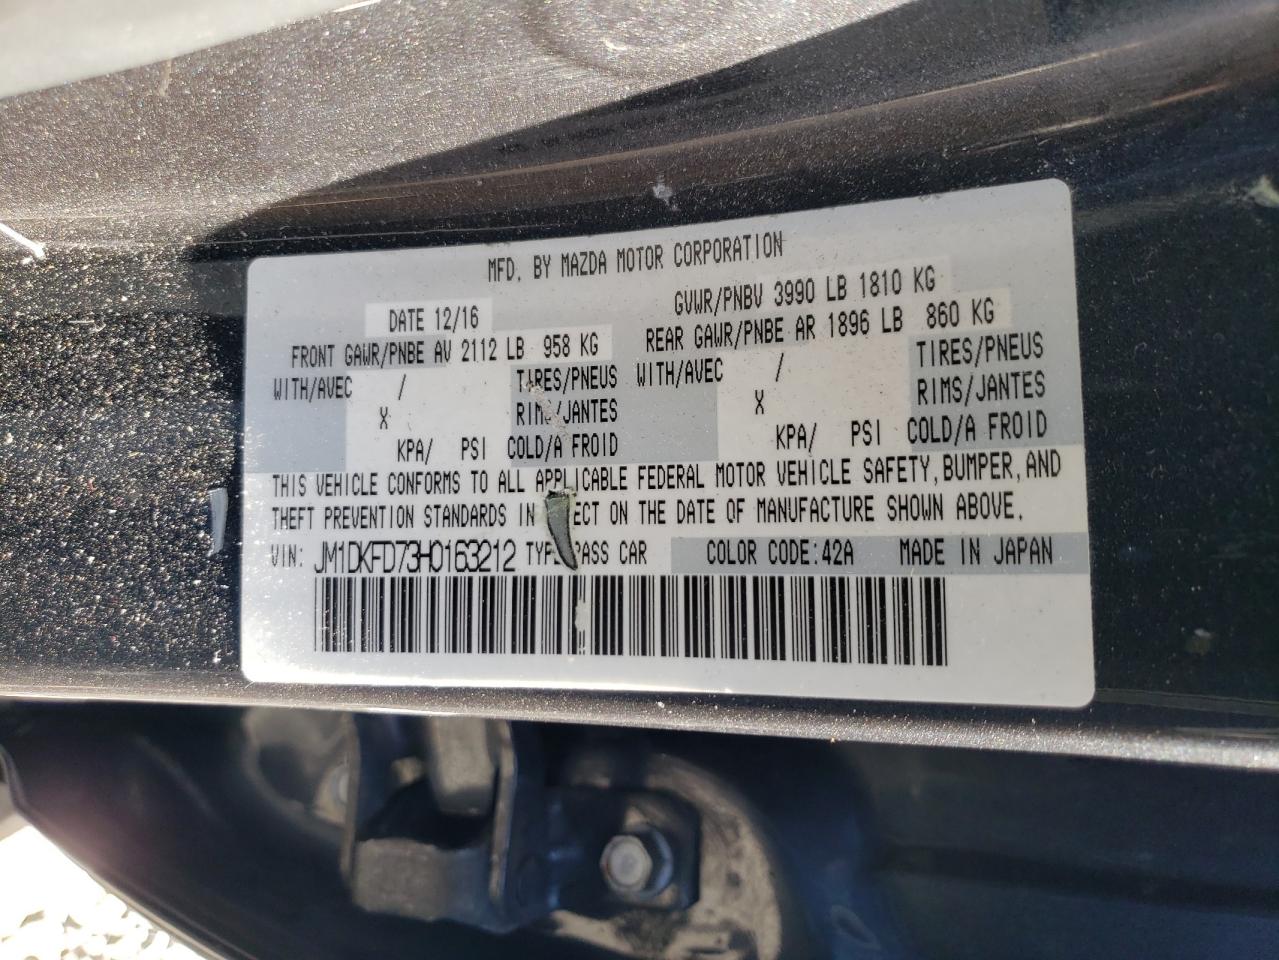 MFD. BY MAZDA MOTOR CORPORATION
DATE 12/16 GVWR/PNBV 3990 LB 1810 KG
FRONT GAWR/PNBE AV 2112 LB 958 KG REAR GAWR/PNBE AR 1896 LB 860 KG
WITH/AVEC / TIRES/PNEUS WITH/AVEC / TIRES/PNEUS
X RIMS/JANTES X RIMS/JANTES
KPA/ PSI COLD/A FROID KPA/ PSI COLD/A FROID
THIS VEHICLE CONFORMS TO ALL APPLICABLE FEDERAL MOTOR VEHICLE SAFETY, BUMPER, AND
THEFT PREVENTION STANDARDS IN ON THE DATE OF MANUFACTURE SHOWN ABOVE.
VIN: JM1DKFD73H0163212 PASS CAR COLOR CODE:42A MADE IN JAPAN